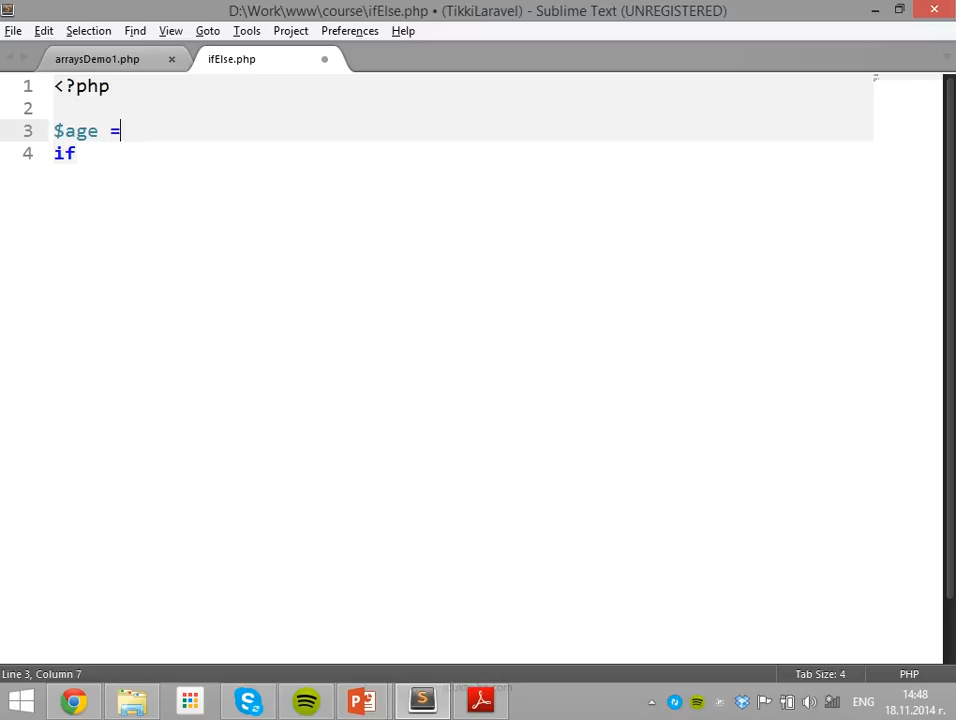 D:\Work\www\course\ifElse.php • (TikkiLaravel) - Sublime Text (UNREGISTERED)
File Edit Selection Find View Goto Tools Project Preferences Help
arraysDemo1.php ifElse.php
1 <?php
2
3 $age =
4 if
Line 3, Column 7 Tab Size: 4 PHP
ENG 14:48
18.11.2014 г.